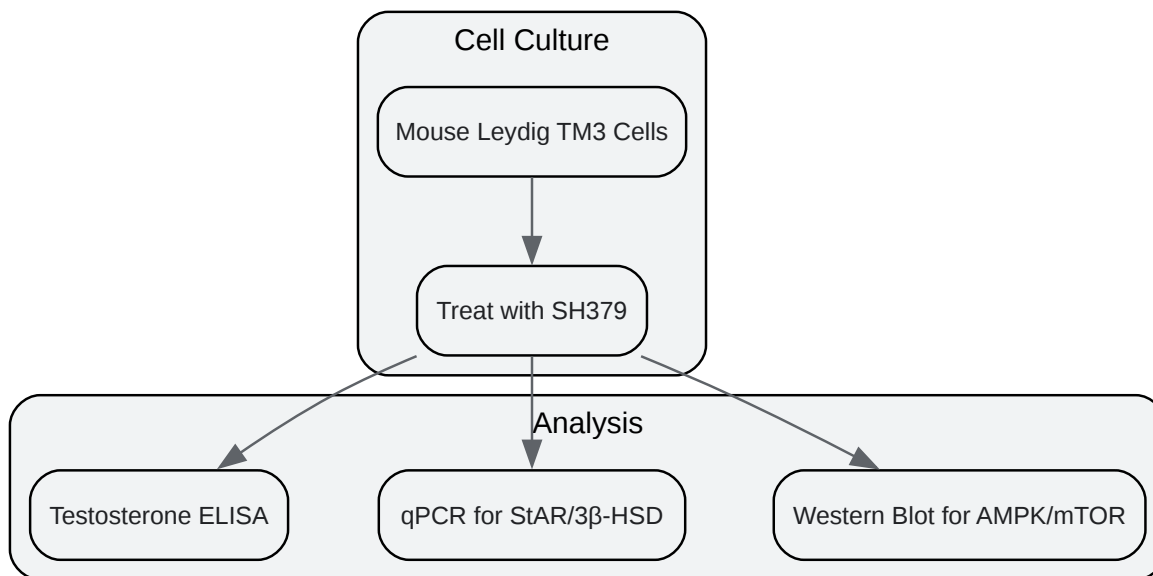 Cell Culture
Mouse Leydig TM3 Cells
Treat with SH379
Analysis
Testosterone ELISA
qPCR for StAR/3β-HSD
Western Blot for AMPK/mTOR